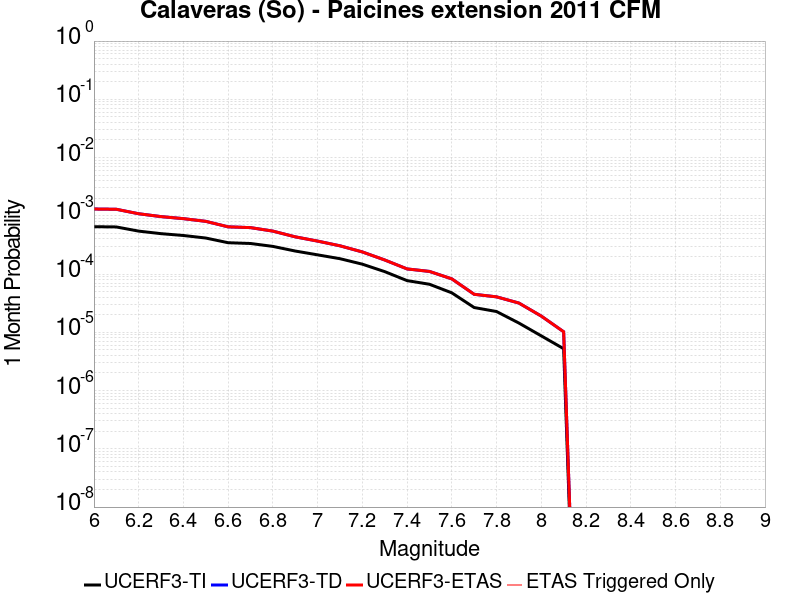 Calaveras (So) - Paicines extension 2011 CFM
1 Month Probability
10^0
10^-1
10^-2
10^-3
10^-4
10^-5
10^-6
10^-7
10^-8
6 6.2 6.4 6.6 6.8 7 7.2 7.4 7.6 7.8 8 8.2 8.4 8.6 8.8 9
Magnitude
UCERF3-TI UCERF3-TD UCERF3-ETAS ETAS Triggered Only